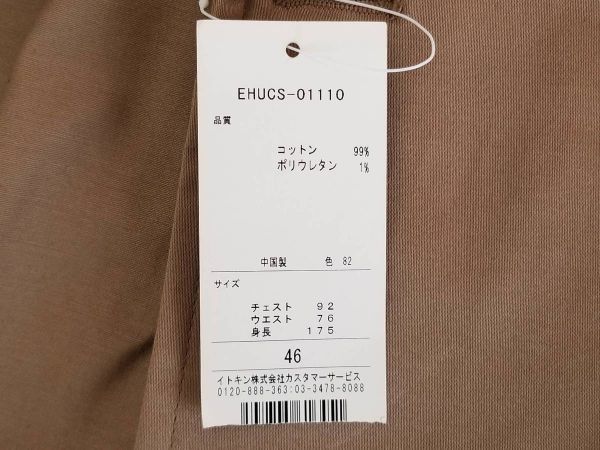 EHUCS-01110
品質
コットン 99%
ポリウレタン 1%
中国製 色 82
サイズ
チェスト 92
ウエスト 76
身長 175
46
イトキン株式会社カスタマーサービス
0120-888-363:03-3478-8088